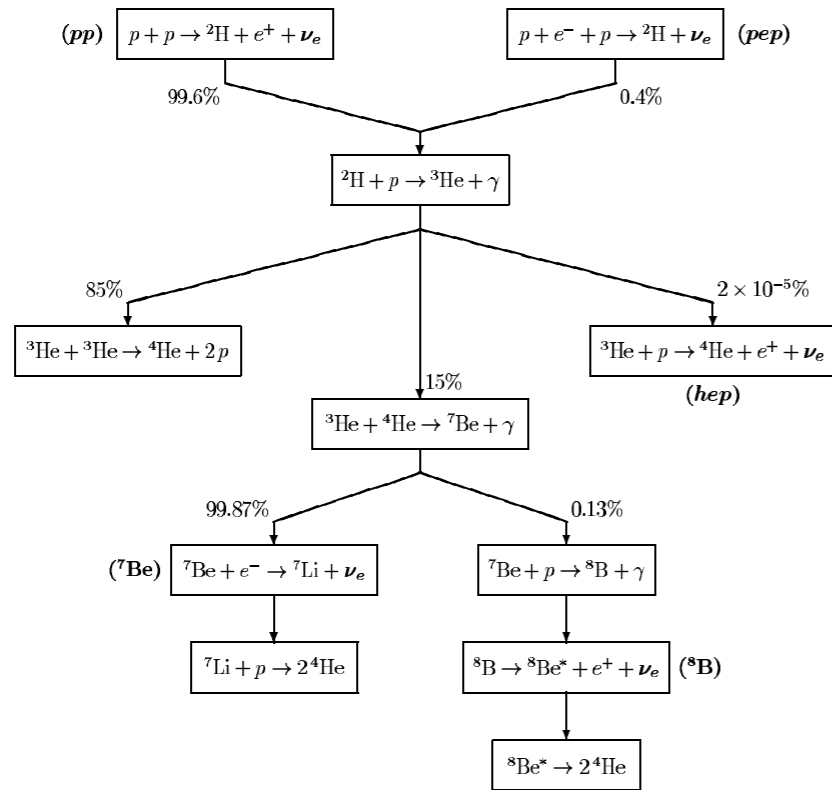 (pp) p + p → ²H + e⁺ + νₑ
p + e⁻ + p → ²H + νₑ (pep)
99.6%
0.4%
²H + p → ³He + γ
85%
2 × 10⁻⁵%
³He + ³He → ⁴He + 2p
³He + p → ⁴He + e⁺ + νₑ
(hep)
15%
³He + ⁴He → ⁷Be + γ
99.87%
0.13%
(⁷Be) ⁷Be + e⁻ → ⁷Li + νₑ
⁷Be + p → ⁸B + γ
⁷Li + p → 2⁴He
⁸B → ⁸Be* + e⁺ + νₑ (⁸B)
⁸Be* → 2⁴He